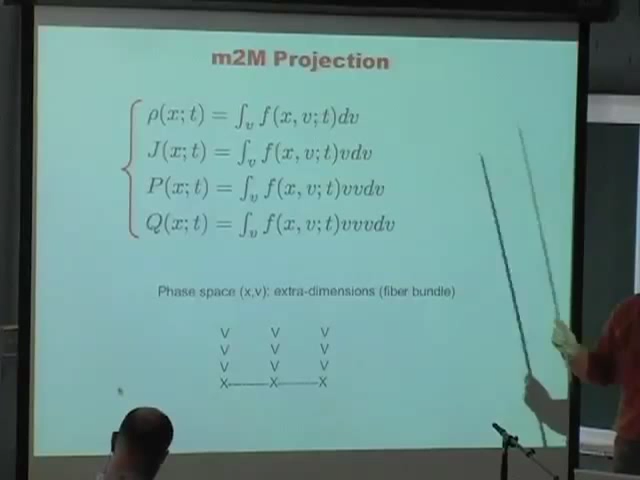 m2M Projection
ρ(x; t) = ∫_v f(x, v; t)dv
J(x; t) = ∫_v f(x, v; t)vdv
P(x; t) = ∫_v f(x, v; t)vvdv
Q(x; t) = ∫_v f(x, v; t)vvvdv
Phase space (x,v): extra-dimensions (fiber bundle)
V V V
V V V
V V V
X——X——X